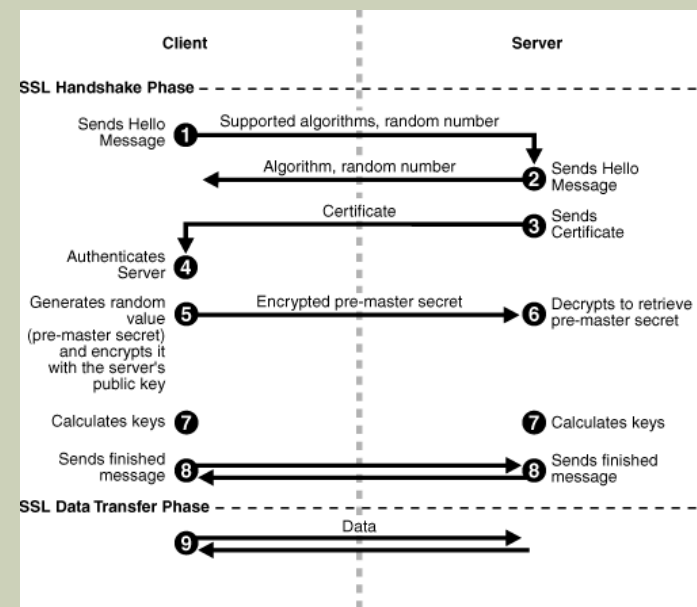 Client
Server
SSL Handshake Phase
Sends Hello
Message
1
Supported algorithms, random number
Algorithm, random number
2
Sends Hello
Message
Certificate
3
Sends
Certificate
Authenticates
Server
4
Generates random
value
(pre-master secret)
and encrypts it
with the server's
public key
5
Encrypted pre-master secret
6
Decrypts to retrieve
pre-master secret
Calculates keys
7
7
Calculates keys
Sends finished
message
8
8
Sends finished
message
SSL Data Transfer Phase
9
Data